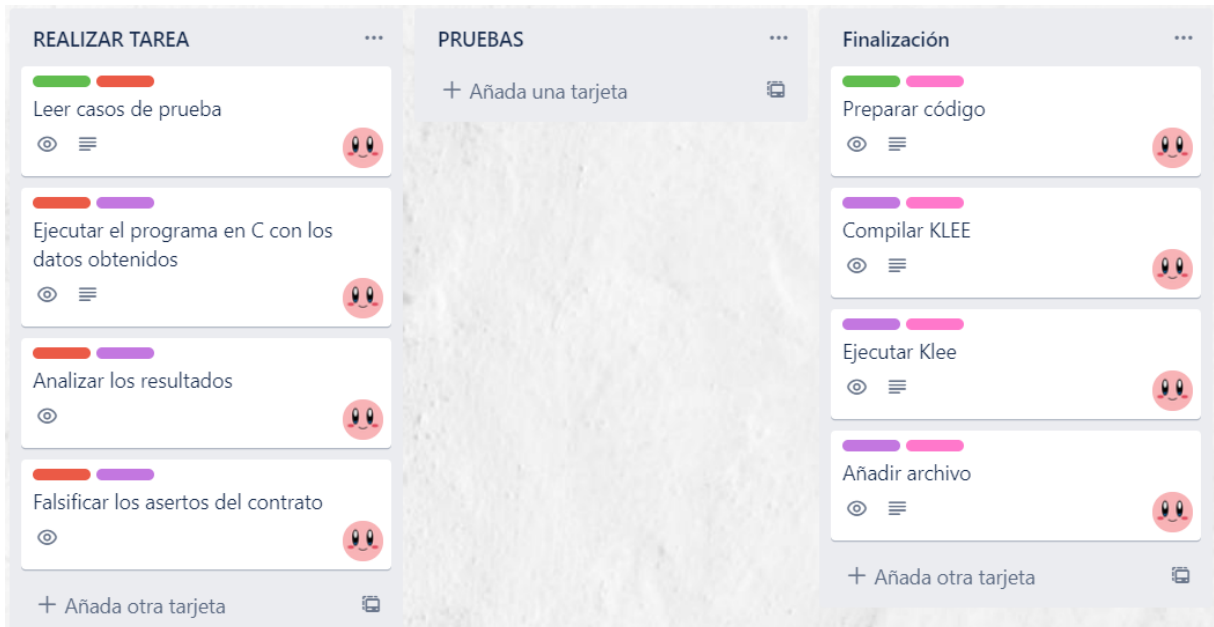 REALIZAR TAREA
Leer casos de prueba
Ejecutar el programa en C con los
datos obtenidos
Analizar los resultados
Falsificar los asertos del contrato
+ Añada otra tarjeta
PRUEBAS
+ Añada una tarjeta
Finalización
Preparar código
Compilar KLEE
Ejecutar Klee
Añadir archivo
+ Añada otra tarjeta